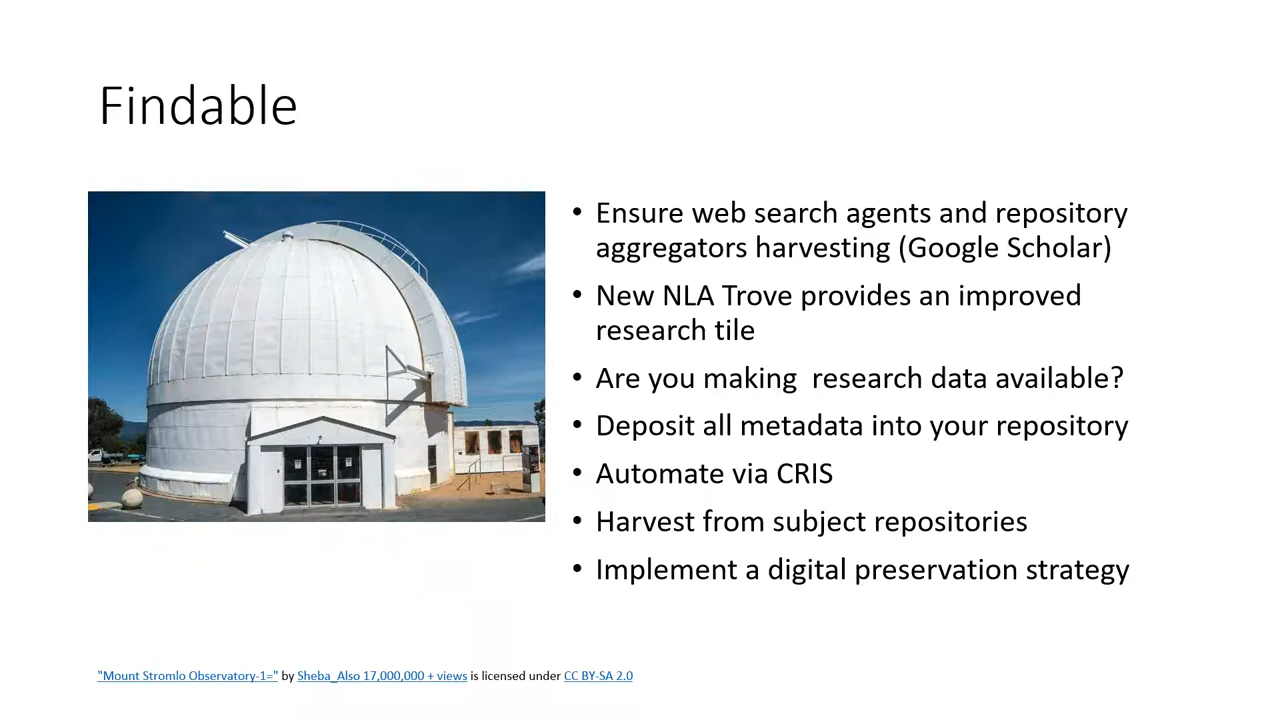 Findable
• Ensure web search agents and repository
aggregators harvesting (Google Scholar)
• New NLA Trove provides an improved
research tile
• Are you making  research data available?
• Deposit all metadata into your repository
• Automate via CRIS
• Harvest from subject repositories
• Implement a digital preservation strategy
"Mount Stromlo Observatory-1=" by Sheba_Also 17,000,000 + views is licensed under CC BY-SA 2.0